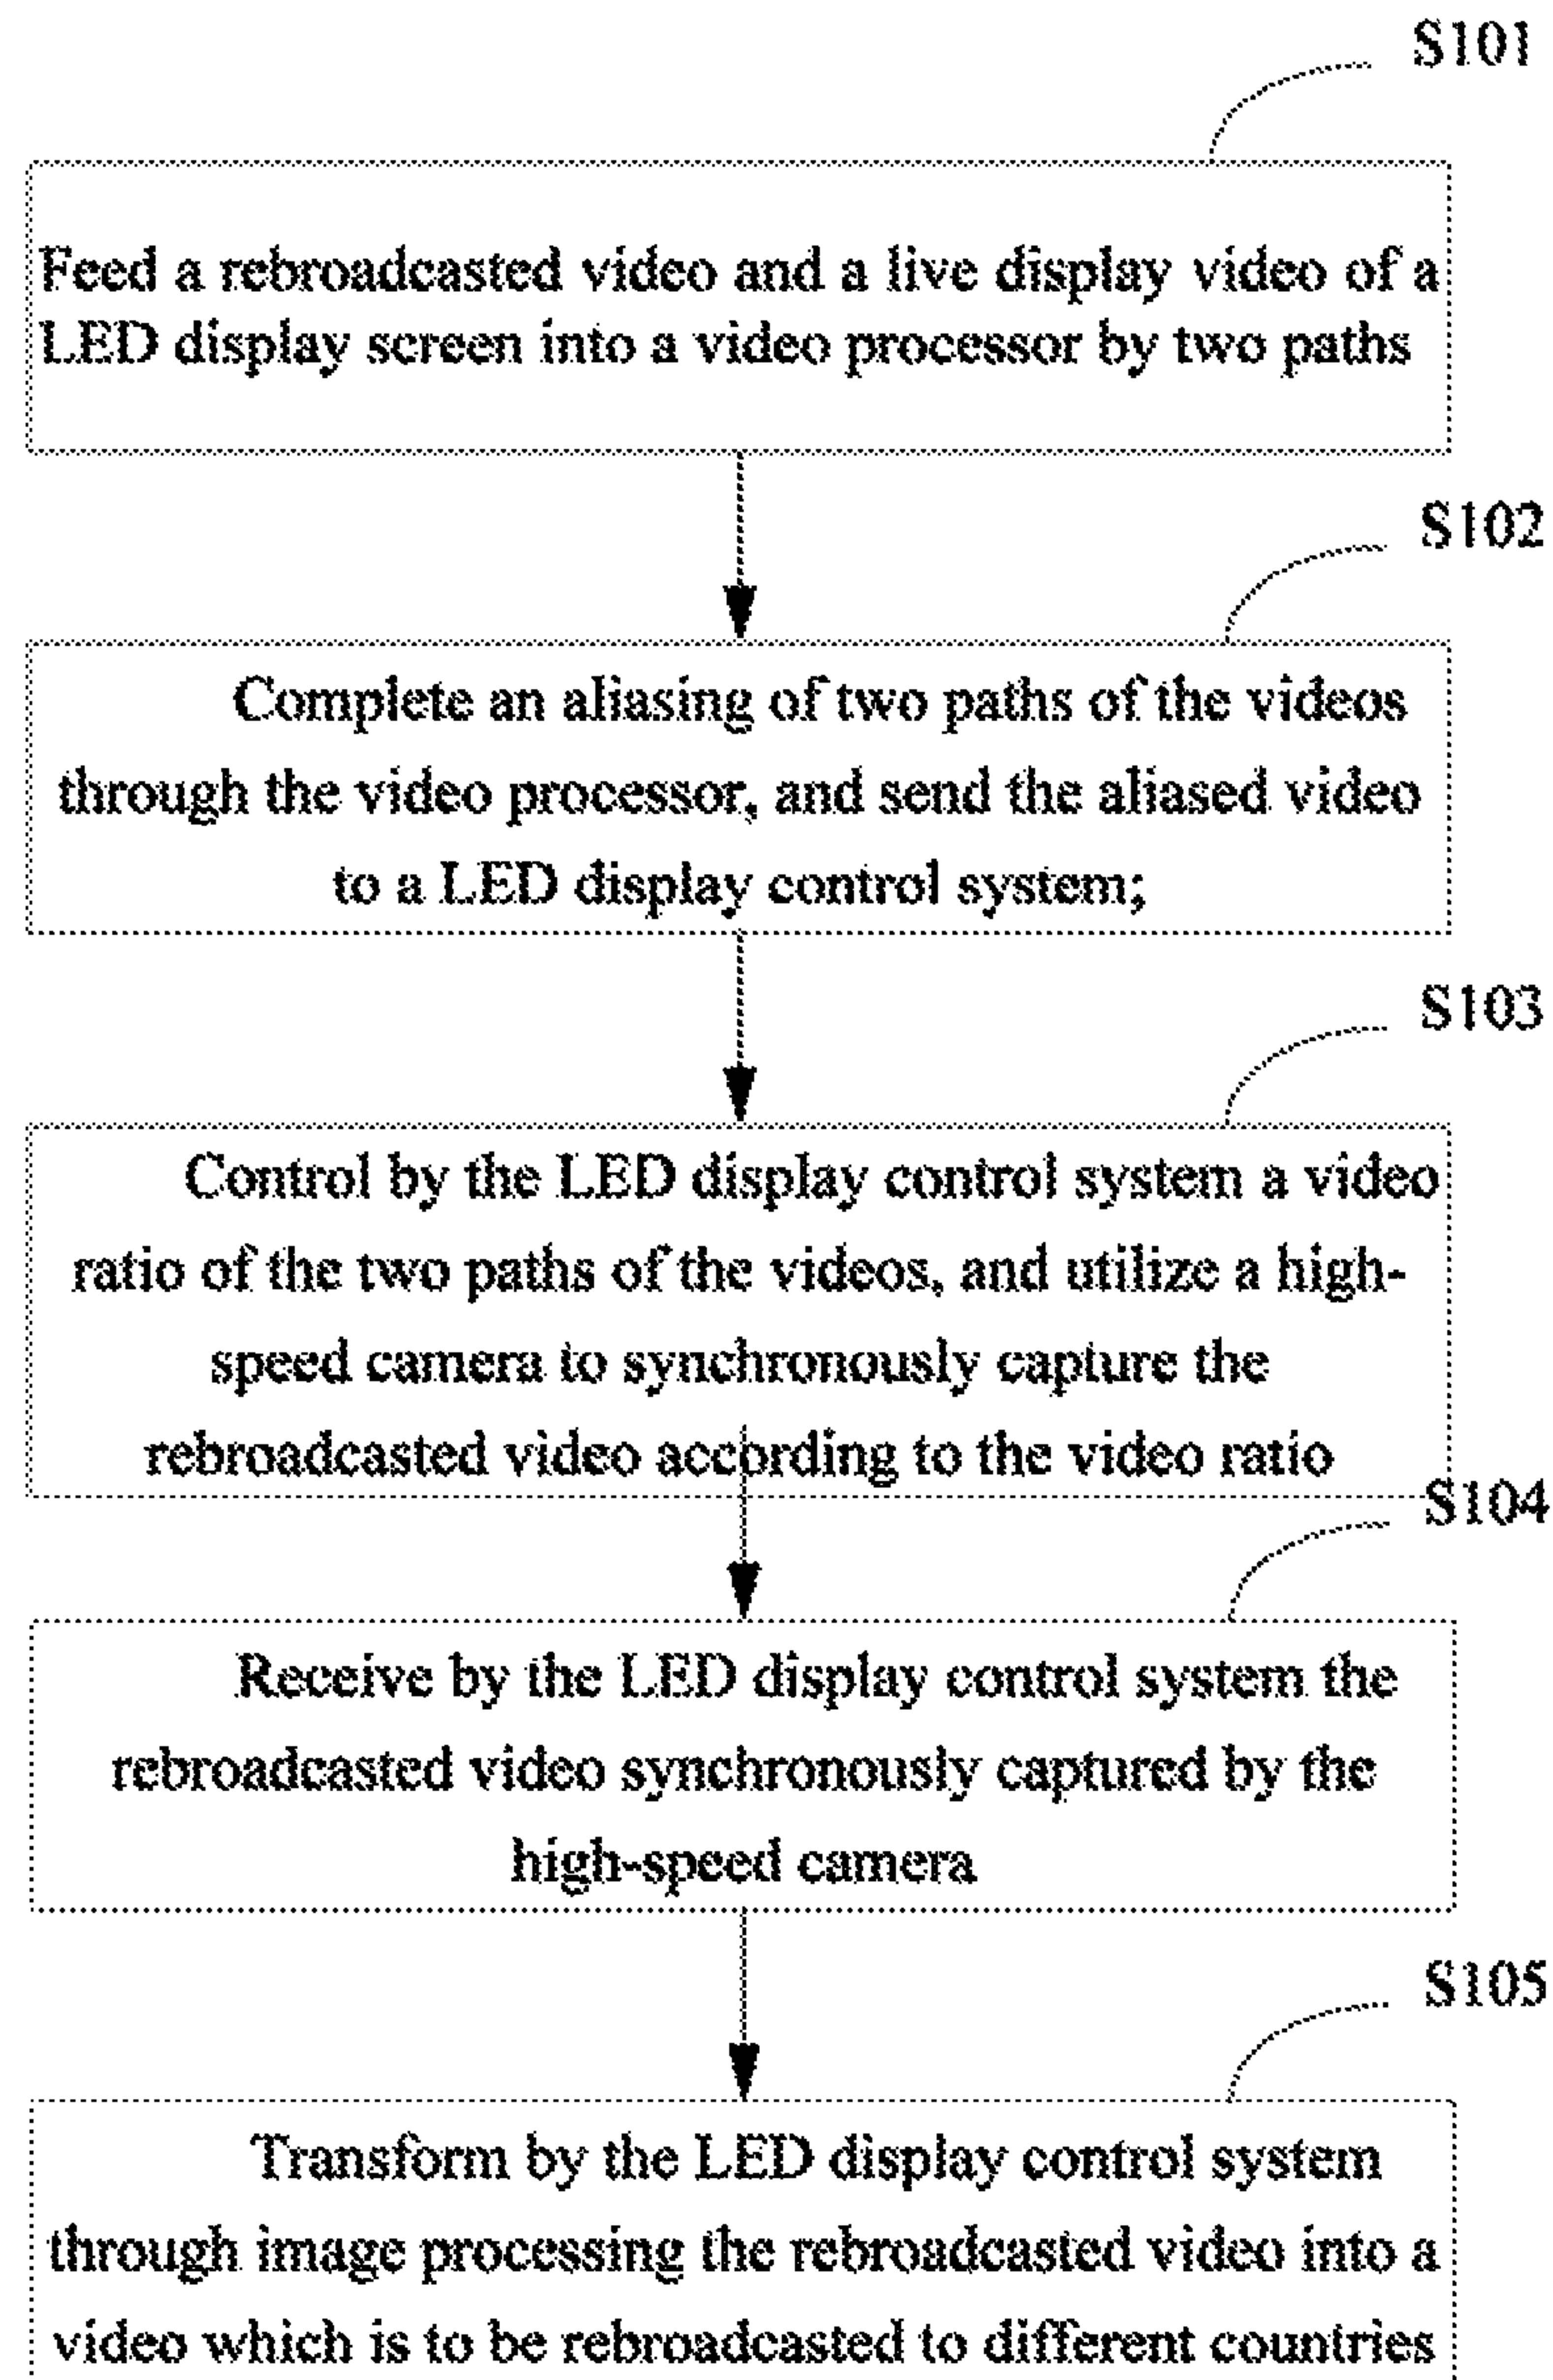 S101
Feed a rebroadcasted video and a live display video of a
LED display screen into a video processor by two paths
S102
Complete an aliasing of two paths of the videos
through the video processor, and send the aliased video
to a LED display control system;
S103
Control by the LED display control system a video
ratio of the two paths of the videos, and utilize a high-
speed camera to synchronously capture the
rebroadcasted video according to the video ratio
S104
Receive by the LED display control system the
rebroadcasted video synchronously captured by the
high-speed camera
S105
Transform by the LED display control system
through image processing the rebroadcasted video into a
video which is to be rebroadcasted to different countries